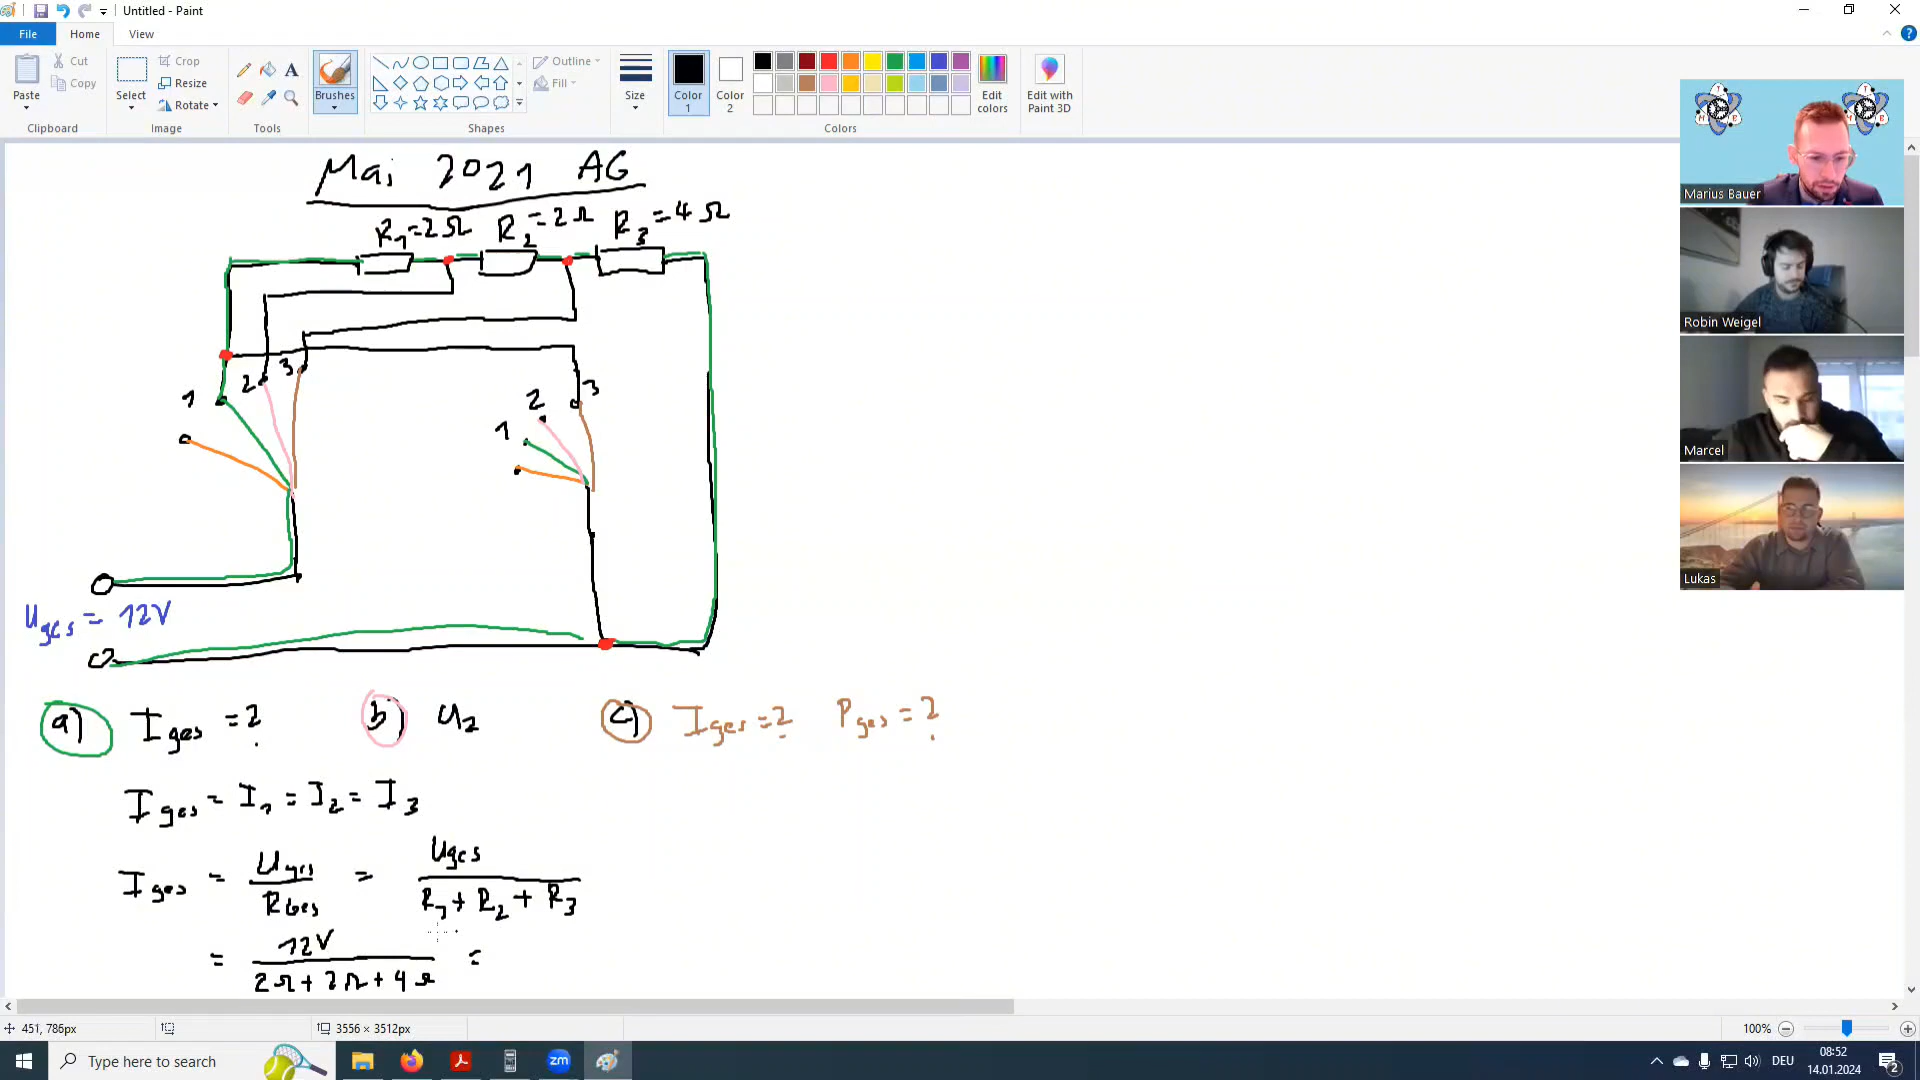 Untitled - Paint
File Home View
Paste
Cut
Copy
Clipboard
Select
Crop
Resize
Rotate
Image
Tools
Brushes
Shapes
Outline
Fill
Size
Color 1
Color 2
Colors
Edit colors
Edit with Paint 3D
Mai 2021 AG
R1=2Ω R2=2Ω R3=4Ω
1 2 3
1 2 3
Uges = 12V
a) Iges = ? b) U2 c) Iges = ? Pges = ?
Iges = I1 = I2 = I3
Iges = Uges / RGes = Uges / R1 + R2 + R3
= 12V / 2Ω + 2Ω + 4Ω =
Marius Bauer
Robin Weigel
Marcel
Lukas
451, 786px
3556 × 3512px
100%
Type here to search
zm
DEU
08:52
14.01.2024
2